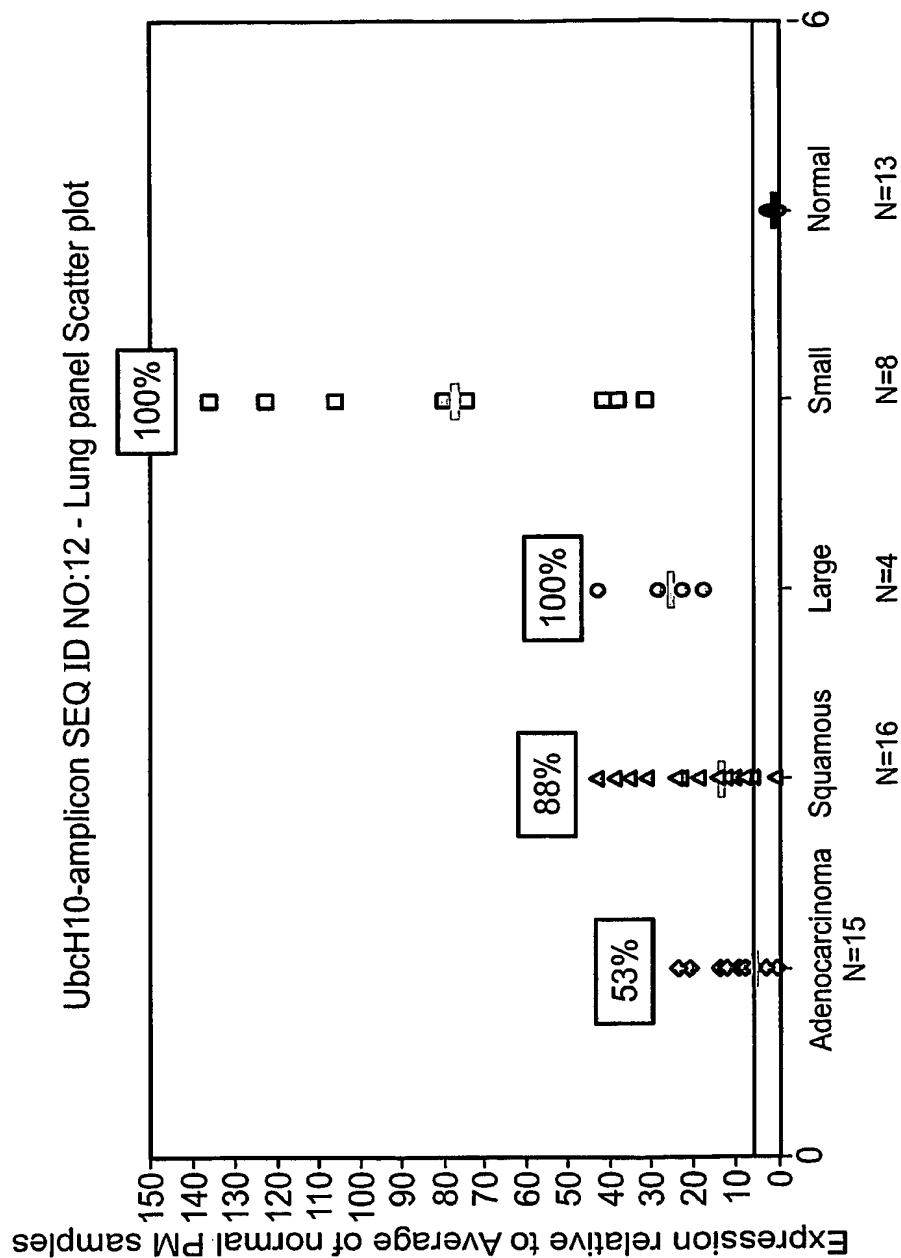 UbcH10-amplicon SEQ ID NO:12 - Lung panel Scatter plot
Expression relative to Average of normal PM samples
150
140
130
120
110
100
90
80
70
60
50
40
30
20
10
0
53%
88%
100%
100%
0
Adenocarcinoma
Squamous
Large
Small
Normal
6
N=15
N=16
N=4
N=8
N=13